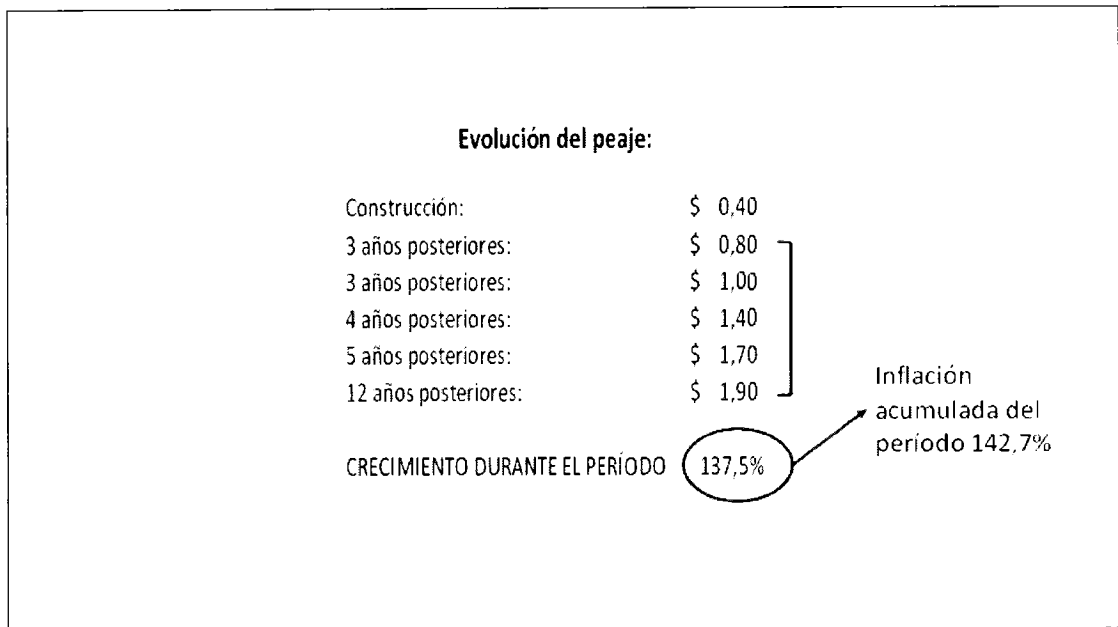 Evolución del peaje:
Construcción: $ 0,40
3 años posteriores: $ 0,80
3 años posteriores: $ 1,00
4 años posteriores: $ 1,40
5 años posteriores: $ 1,70
12 años posteriores: $ 1,90
CRECIMIENTO DURANTE EL PERÍODO 137,5%
Inflación
acumulada del
período 142,7%